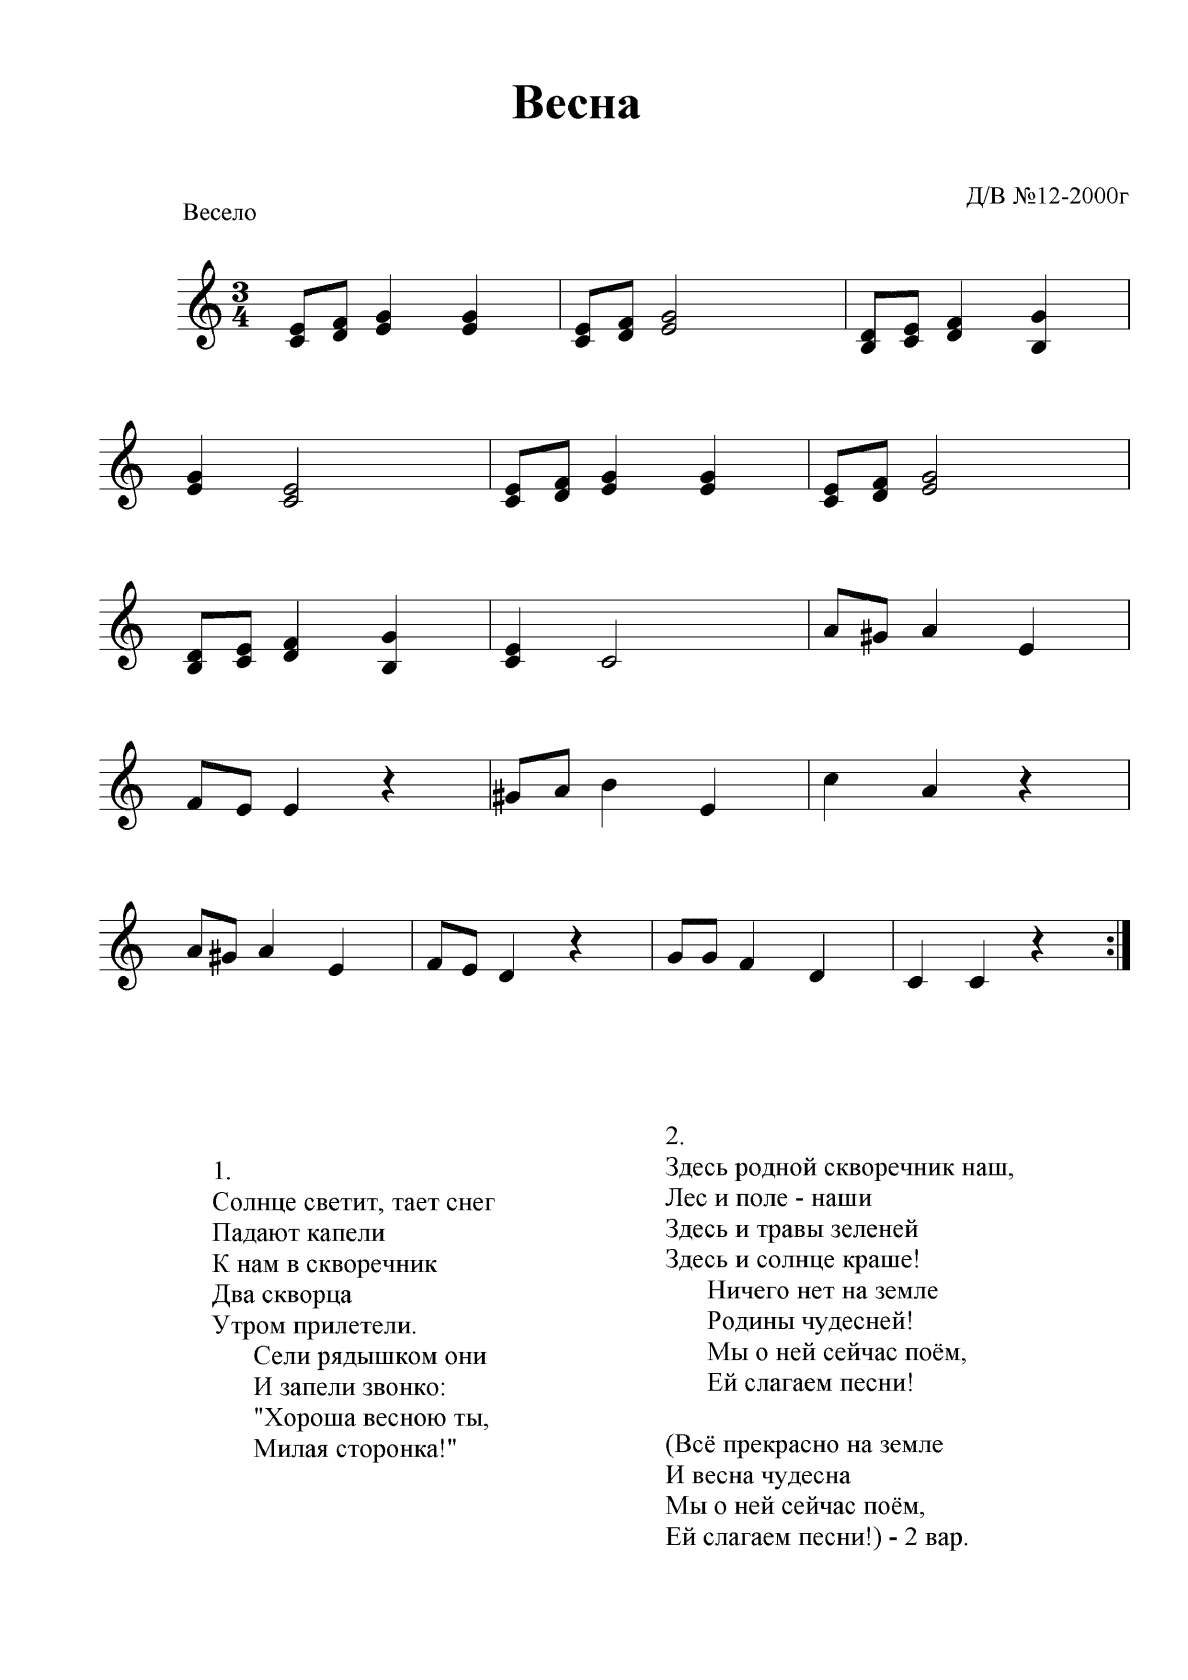 Весна
Д/В №12-2000г
Весело
3
4
1.
Солнце светит, тает снег
Падают капели
К нам в скворечник
Два скворца
Утром прилетели.
Сели рядышком они
И запели звонко:
"Хороша весною ты,
Милая сторонка!"
2.
Здесь родной скворечник наш,
Лес и поле - наши
Здесь и травы зеленей
Здесь и солнце краше!
Ничего нет на земле
Родины чудесней!
Мы о ней сейчас поём,
Ей слагаем песни!
(Всё прекрасно на земле
И весна чудесна
Мы о ней сейчас поём,
Ей слагаем песни!) - 2 вар.